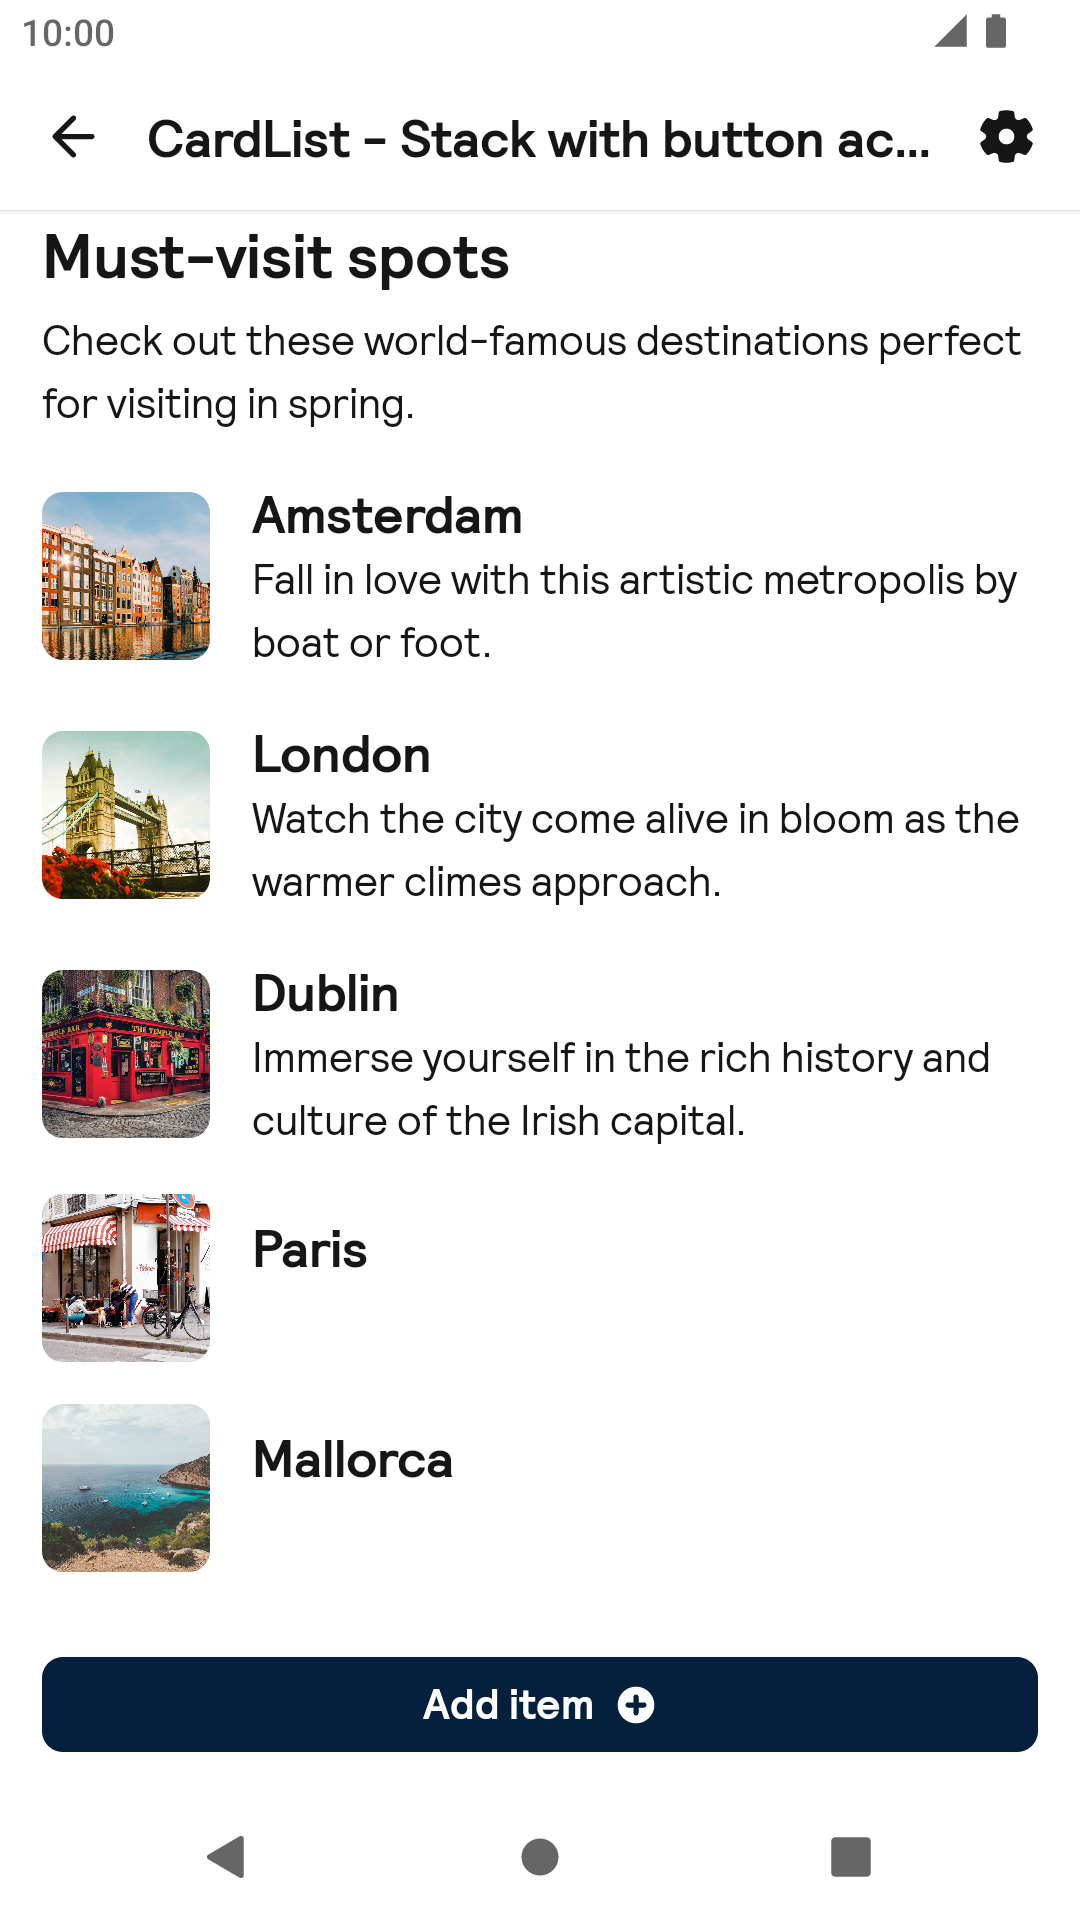 10:00
CardList - Stack with button ac...
Must-visit spots
Check out these world-famous destinations perfect
for visiting in spring.
Amsterdam
Fall in love with this artistic metropolis by
boat or foot.
London
Watch the city come alive in bloom as the
warmer climes approach.
Dublin
Immerse yourself in the rich history and
culture of the Irish capital.
THE TEMPLE BAR
Paris
Mallorca
Add item